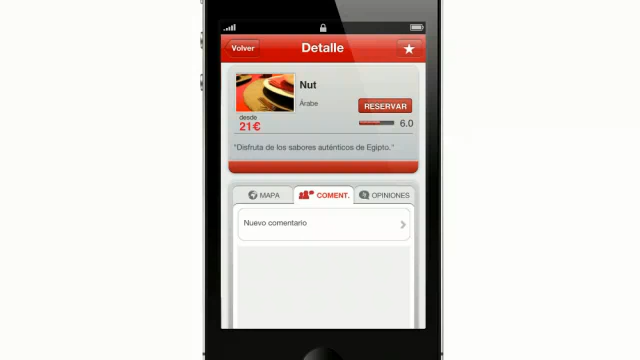 Volver
Detalle
Nut
Árabe
RESERVAR
desde
21€
6.0
"Disfruta de los sabores auténticos de Egipto."
MAPA
COMENT.
OPINIONES
Nuevo comentario